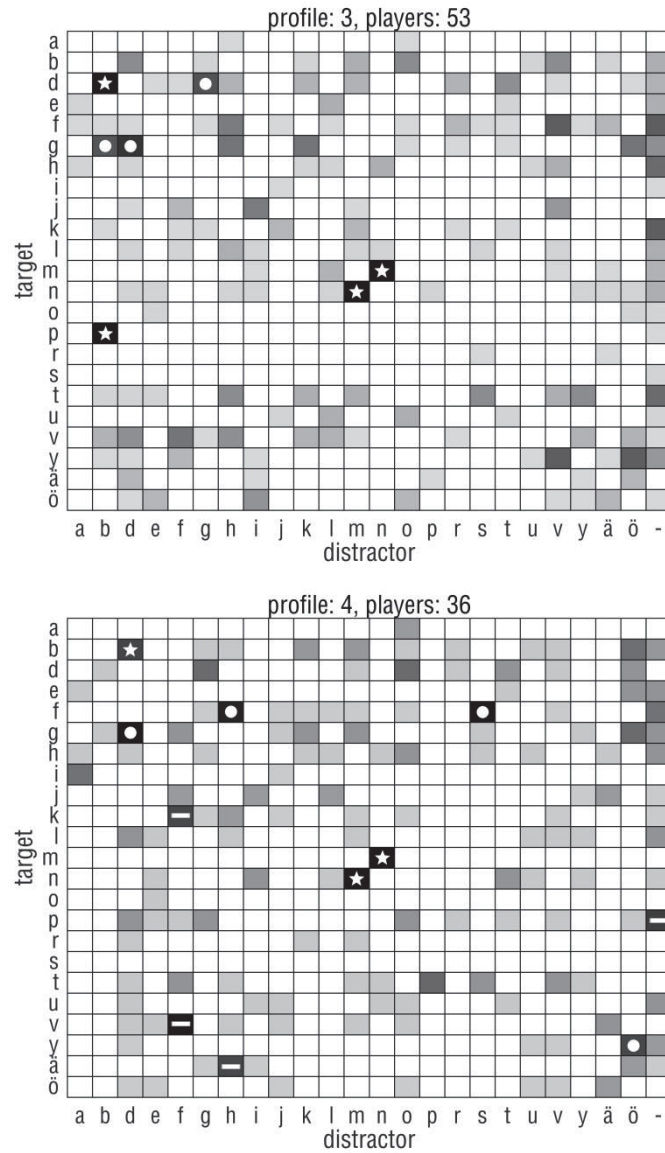 profile: 3, players: 53
a
b
d
e
f
g
h
i
j
k
l
m
n
o
p
r
s
t
u
v
y
ä
ö
target
a b d e f g h i j k l m n o p r s t u v y ä ö -
distractor
profile: 4, players: 36
a
b
d
e
f
g
h
i
j
k
l
m
n
o
p
r
s
t
u
v
y
ä
ö
target
a b d e f g h i j k l m n o p r s t u v y ä ö -
distractor